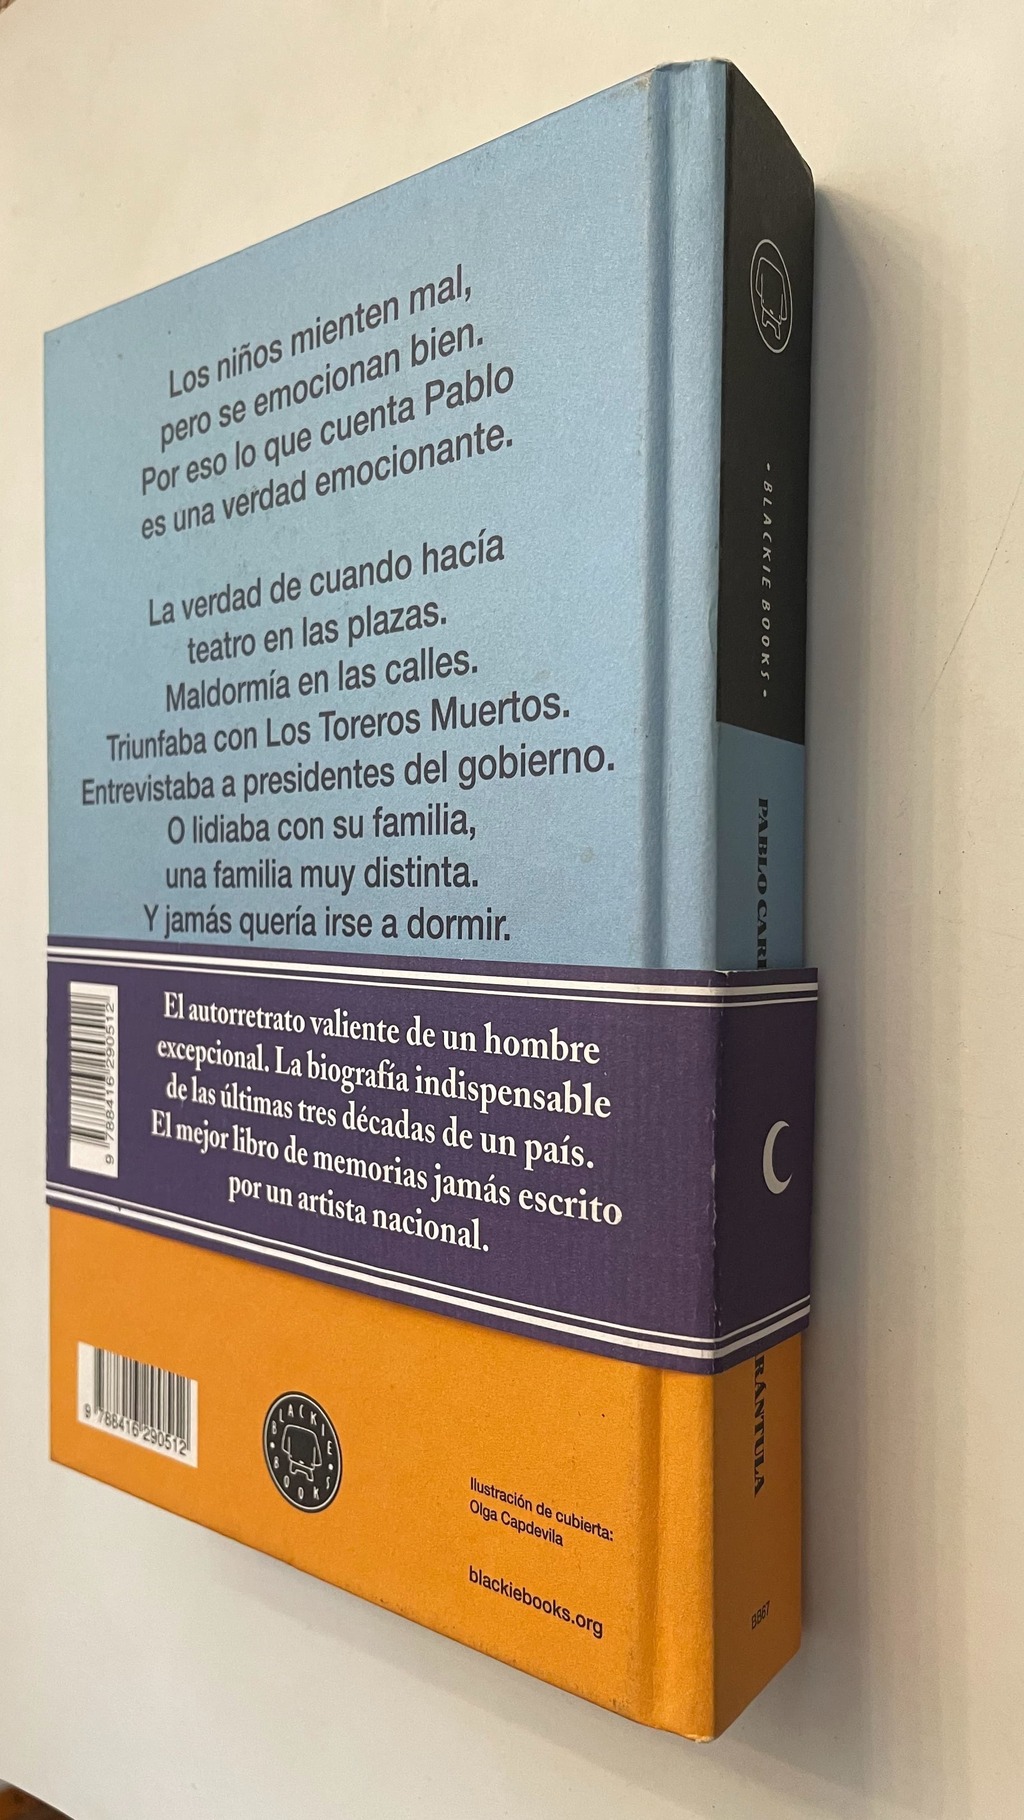 Los niños mienten mal,
pero se emocionan bien.
Por eso lo que cuenta Pablo
es una verdad emocionante.
La verdad de cuando hacía
teatro en las plazas.
Maldormía en las calles.
Triunfaba con Los Toreros Muertos.
Entrevistaba a presidentes del gobierno.
O lidiaba con su familia,
una familia muy distinta.
Y jamás quería irse a dormir.
9 788416 290512
El autorretrato valiente de un hombre
excepcional. La biografía indispensable
de las últimas tres décadas de un país.
El mejor libro de memorias jamás escrito
por un artista nacional.
9 788416 290512
BLACKIE
• BOOKS •
Ilustración de cubierta:
Olga Capdevila
blackiebooks.org
• BLACKIE BOOKS •
PABLO CAR
RÁNTULA
BB67